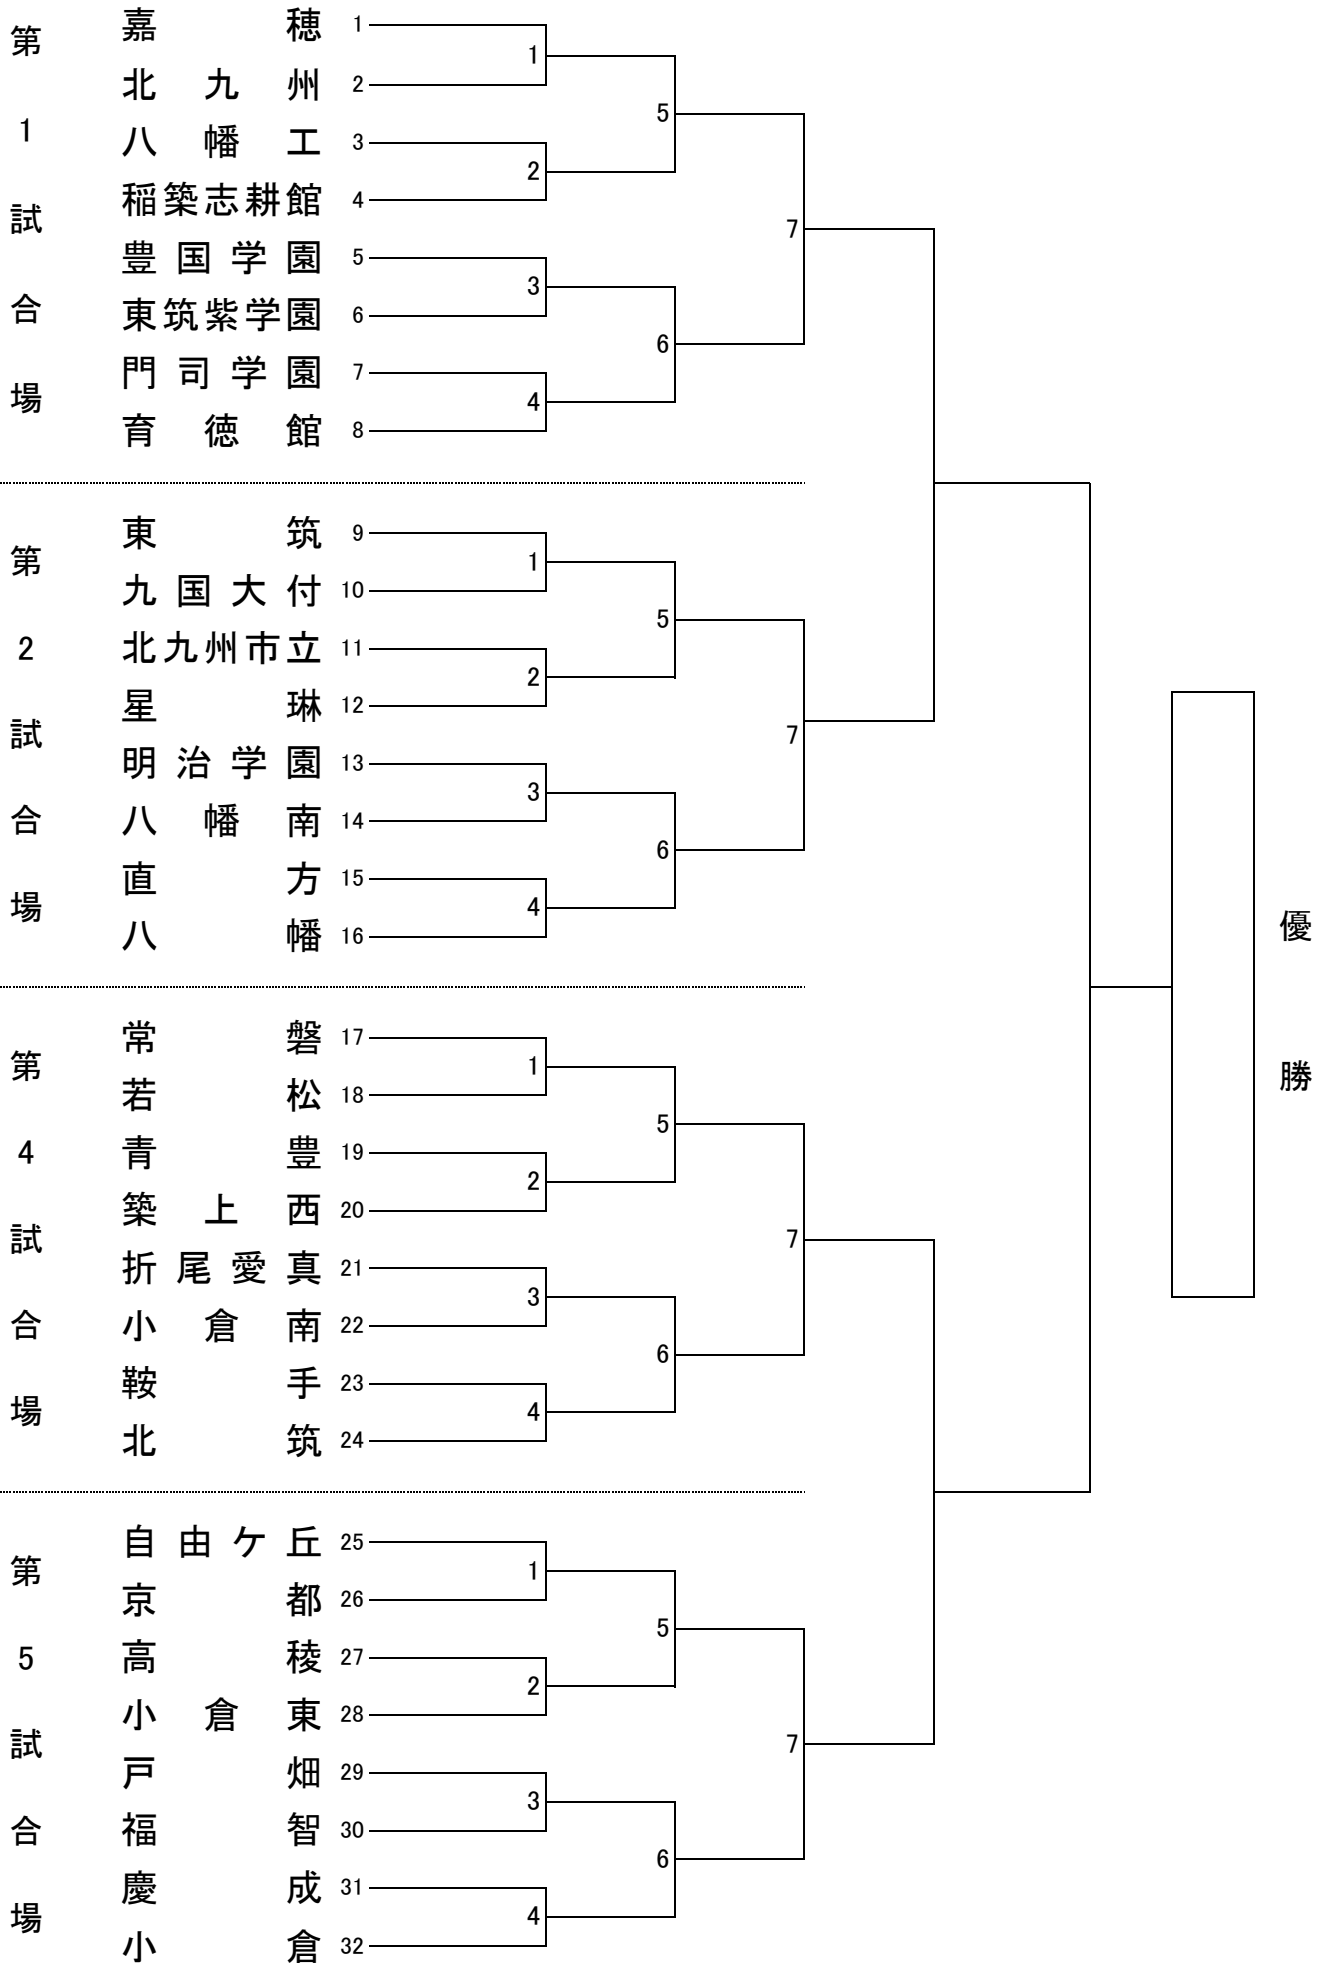 第1試合場
嘉穂 1
北九州 2
八幡工 3
稲築志耕館 4
豊国学園 5
東筑紫学園 6
門司学園 7
育徳館 8
1
2
3
4
5
6
7
第2試合場
東筑 9
九国大付 10
北九州市立 11
星琳 12
明治学園 13
八幡南 14
直方 15
八幡 16
1
2
3
4
5
6
7
第4試合場
常磐 17
若松 18
青豊 19
築上西 20
折尾愛真 21
小倉南 22
鞍手 23
北筑 24
1
2
3
4
5
6
7
第5試合場
自由ケ丘 25
京都 26
高稜 27
小倉東 28
戸畑 29
福智 30
慶成 31
小倉 32
1
2
3
4
5
6
7
優勝